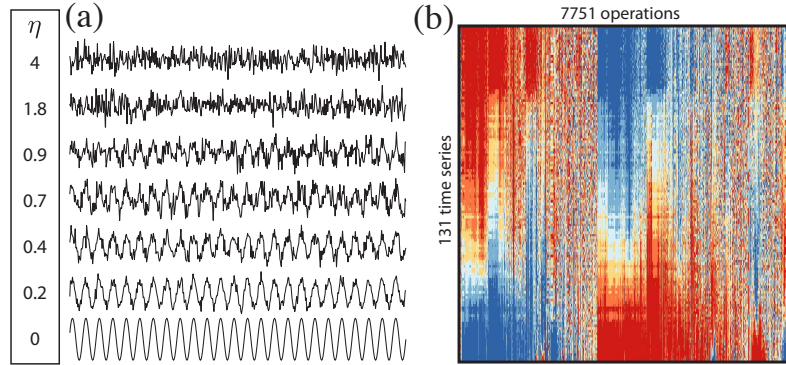 η
4
1.8
0.9
0.7
0.4
0.2
0
(a)
(b)
7751 operations
131 time series